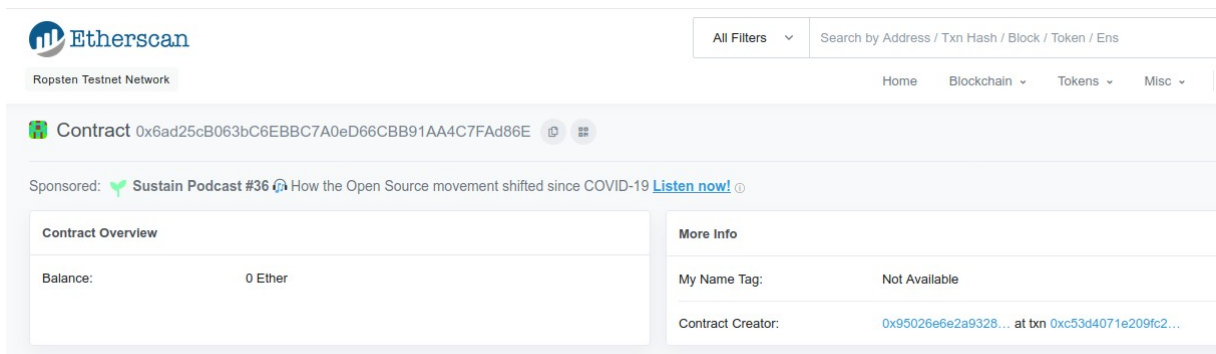 Etherscan
All Filters Search by Address / Txn Hash / Block / Token / Ens
Ropsten Testnet Network
Home Blockchain Tokens Misc
Contract 0x6ad25cB063bC6EBBC7A0eD66CBB91AA4C7FAd86E
Sponsored: Sustain Podcast #36 How the Open Source movement shifted since COVID-19 Listen now!
Contract Overview
More Info
Balance: 0 Ether
My Name Tag: Not Available
Contract Creator: 0x95026e6e2a9328... at txn 0xc53d4071e209fc2...